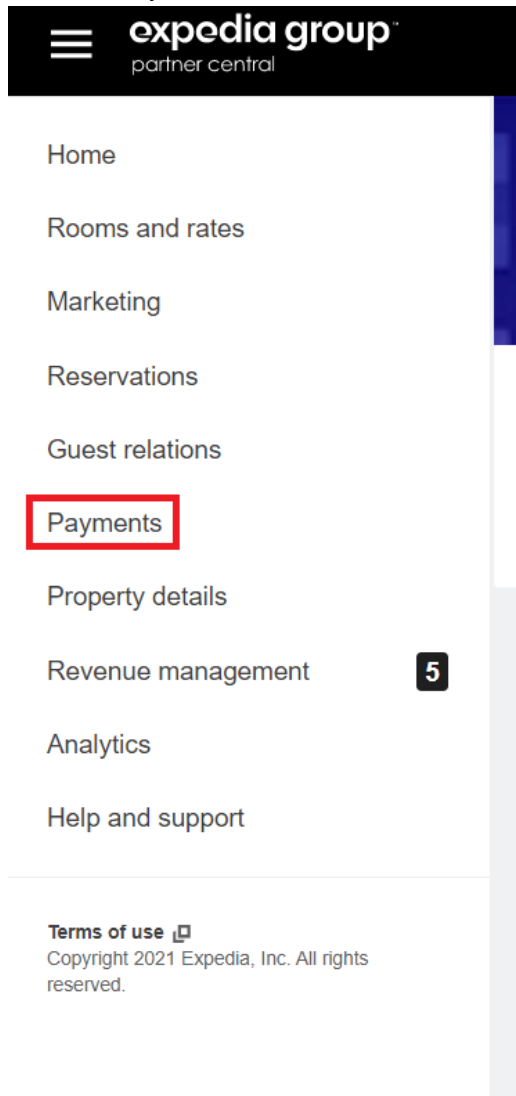 expedia group™
partner central
Home
Rooms and rates
Marketing
Reservations
Guest relations
Payments
Property details
Revenue management 5
Analytics
Help and support
Terms of use
Copyright 2021 Expedia, Inc. All rights
reserved.